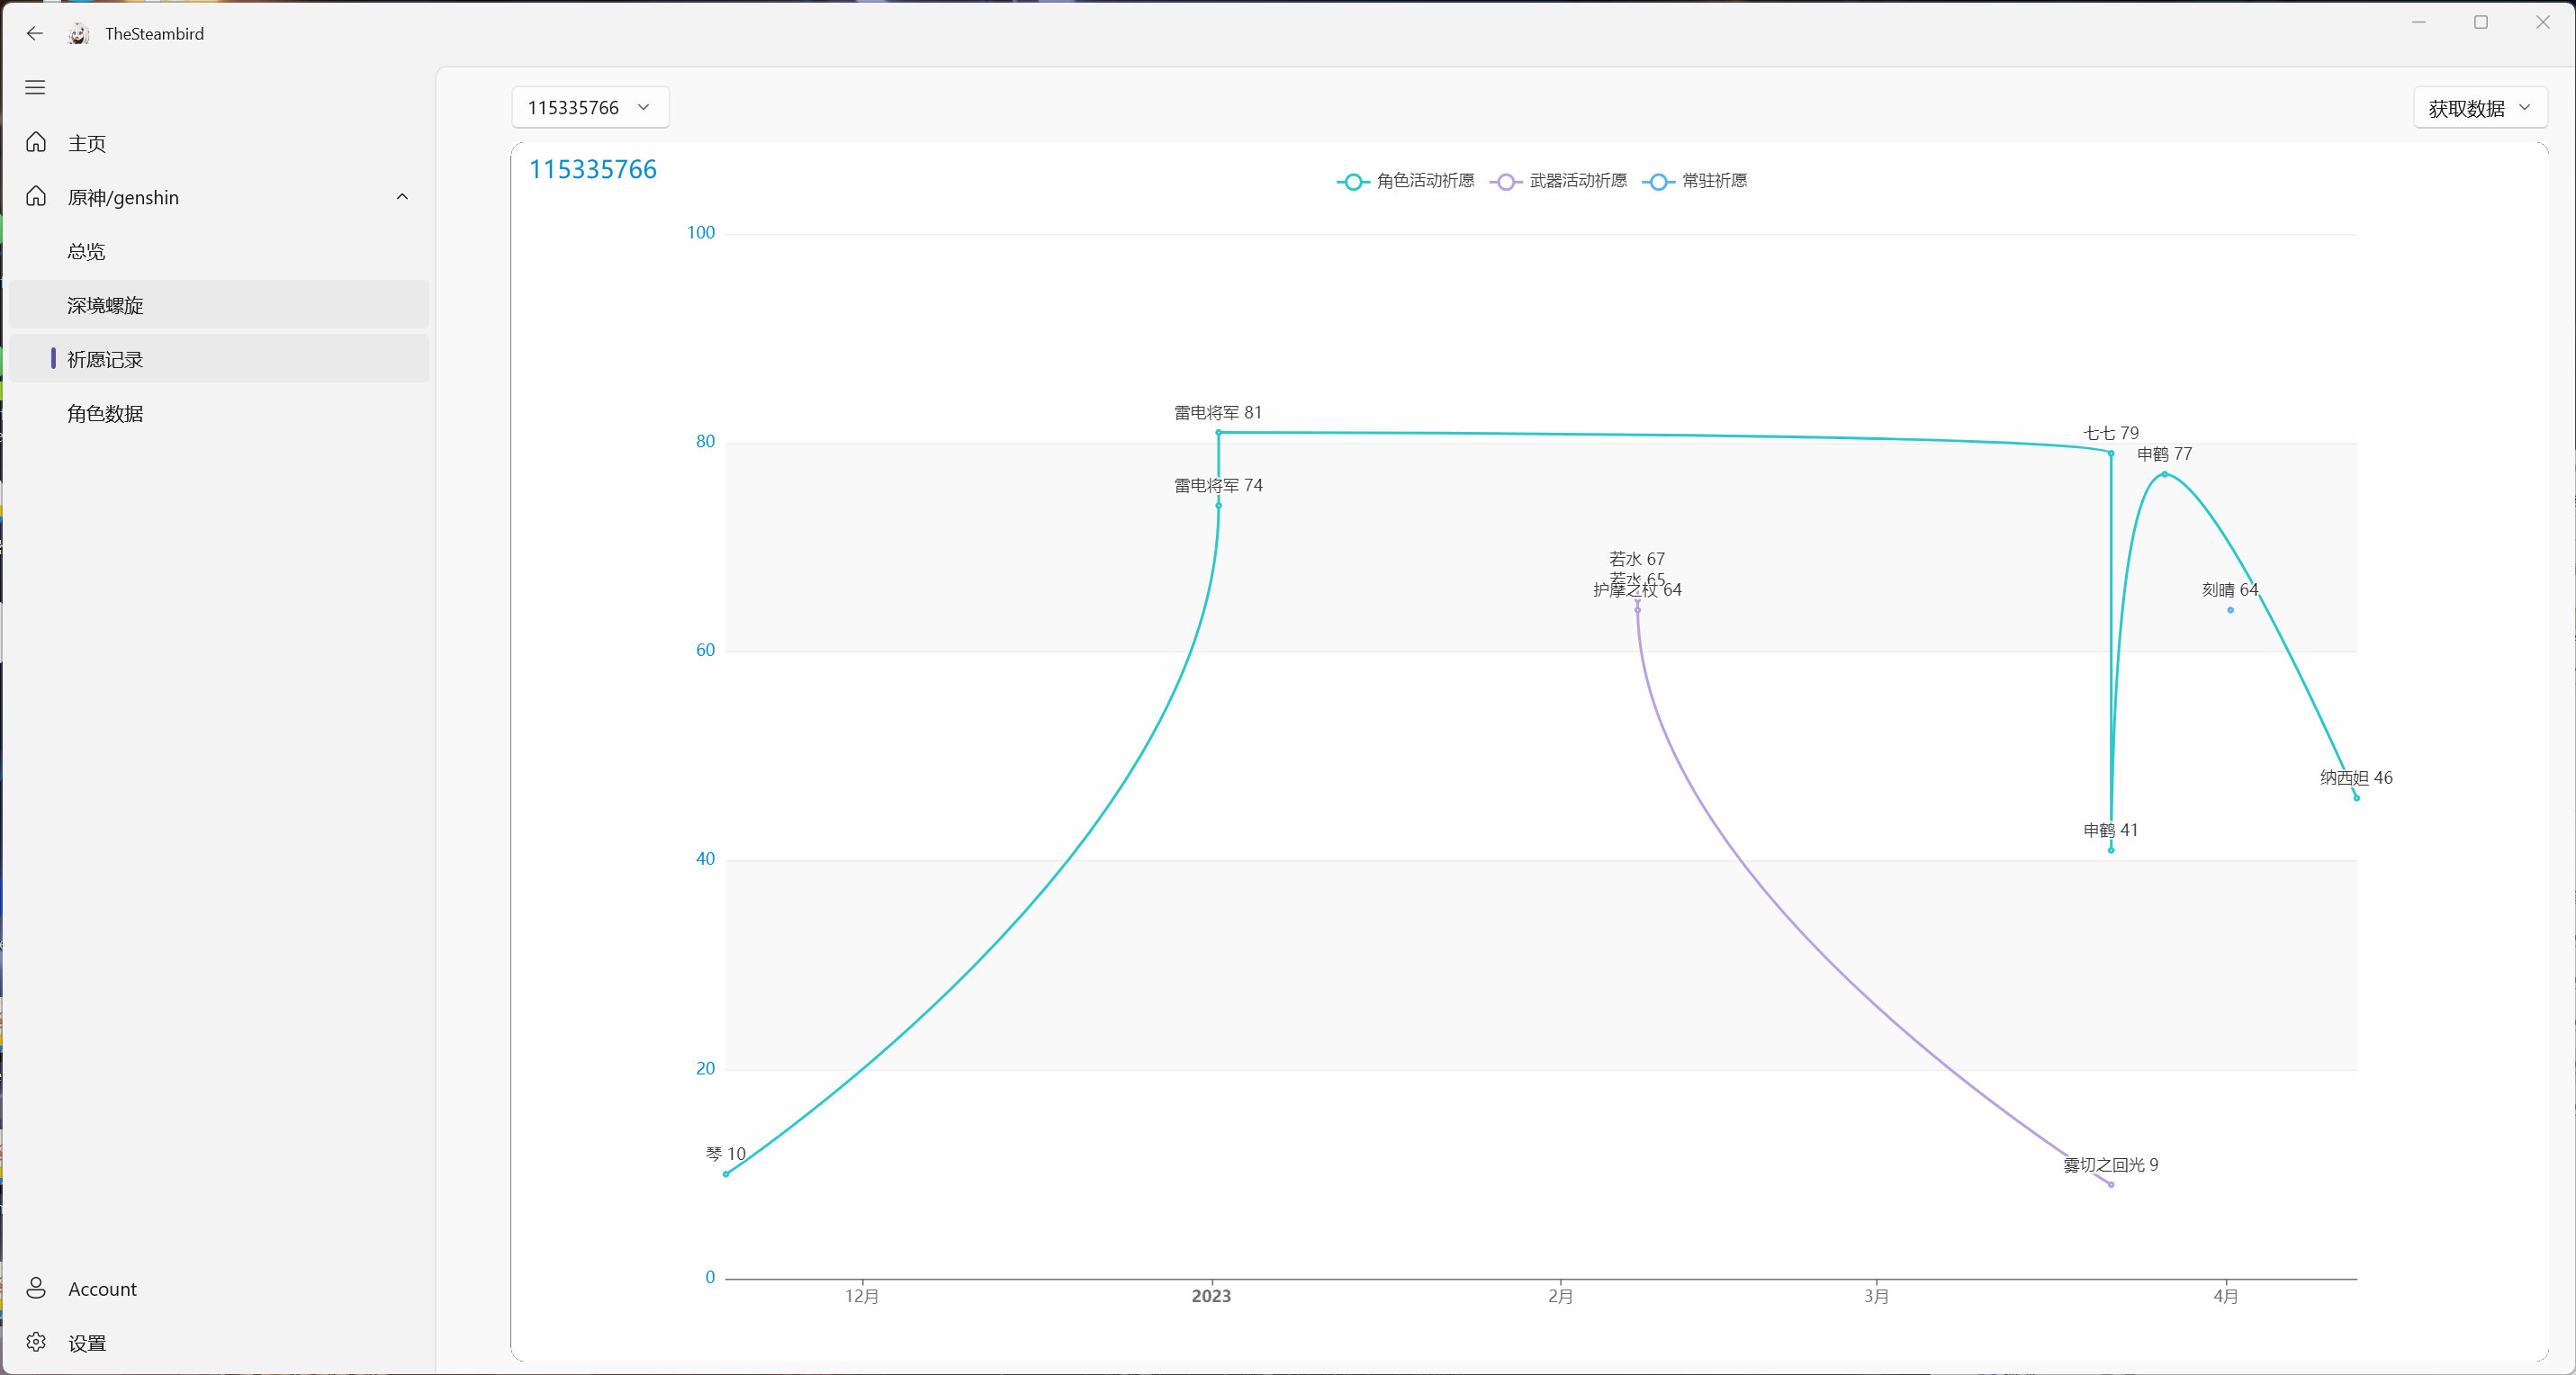 TheSteambird
主页
原神/genshin
总览
深境螺旋
祈愿记录
角色数据
Account
设置
115335766
获取数据
115335766
角色活动祈愿 武器活动祈愿 常驻祈愿
100
80
60
40
20
0
雷电将军 81
七七 79
申鹤 77
雷电将军 74
若水 67
若水 65
护摩之杖 64
刻晴 64
纳西妲 46
申鹤 41
琴 10
雾切之回光 9
12月 2023 2月 3月 4月